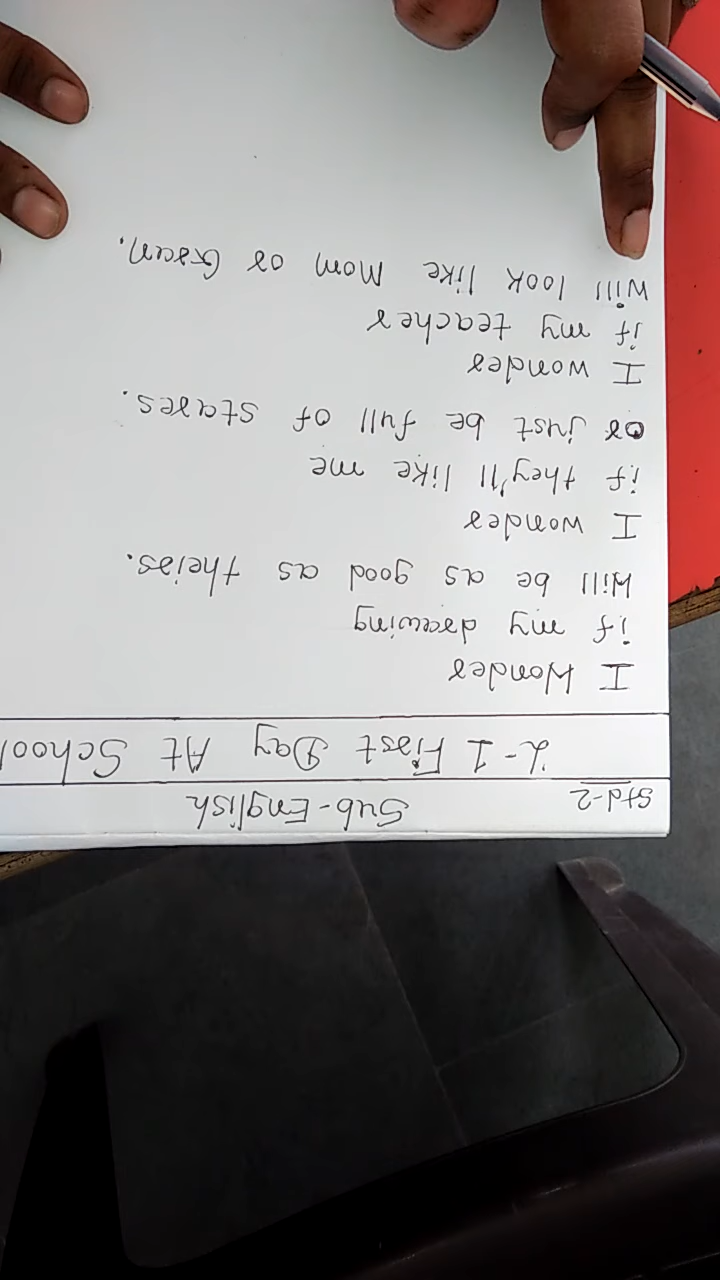 Std-2 Sub-English
L-1 First Day At School
I Wonder
if my drawing
Will be as good as theirs.
I wonder
if they'll like me
or just be full of stares.
I wonder
if my teacher
will look like Mom or Gram.